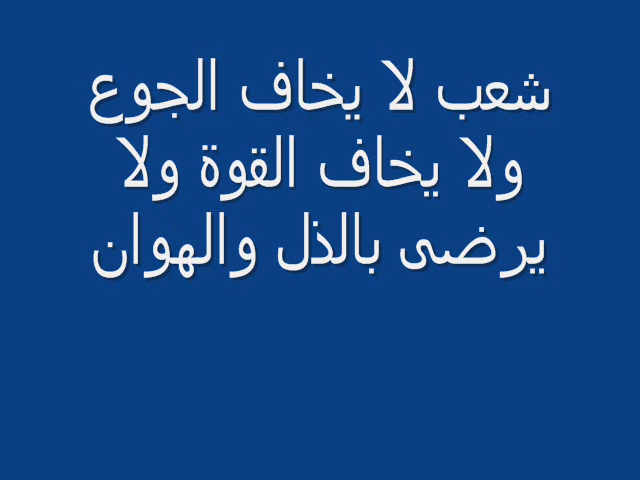 شعب لا يخاف الجوع
ولا يخاف القوة ولا
يرضى بالذل والهوان